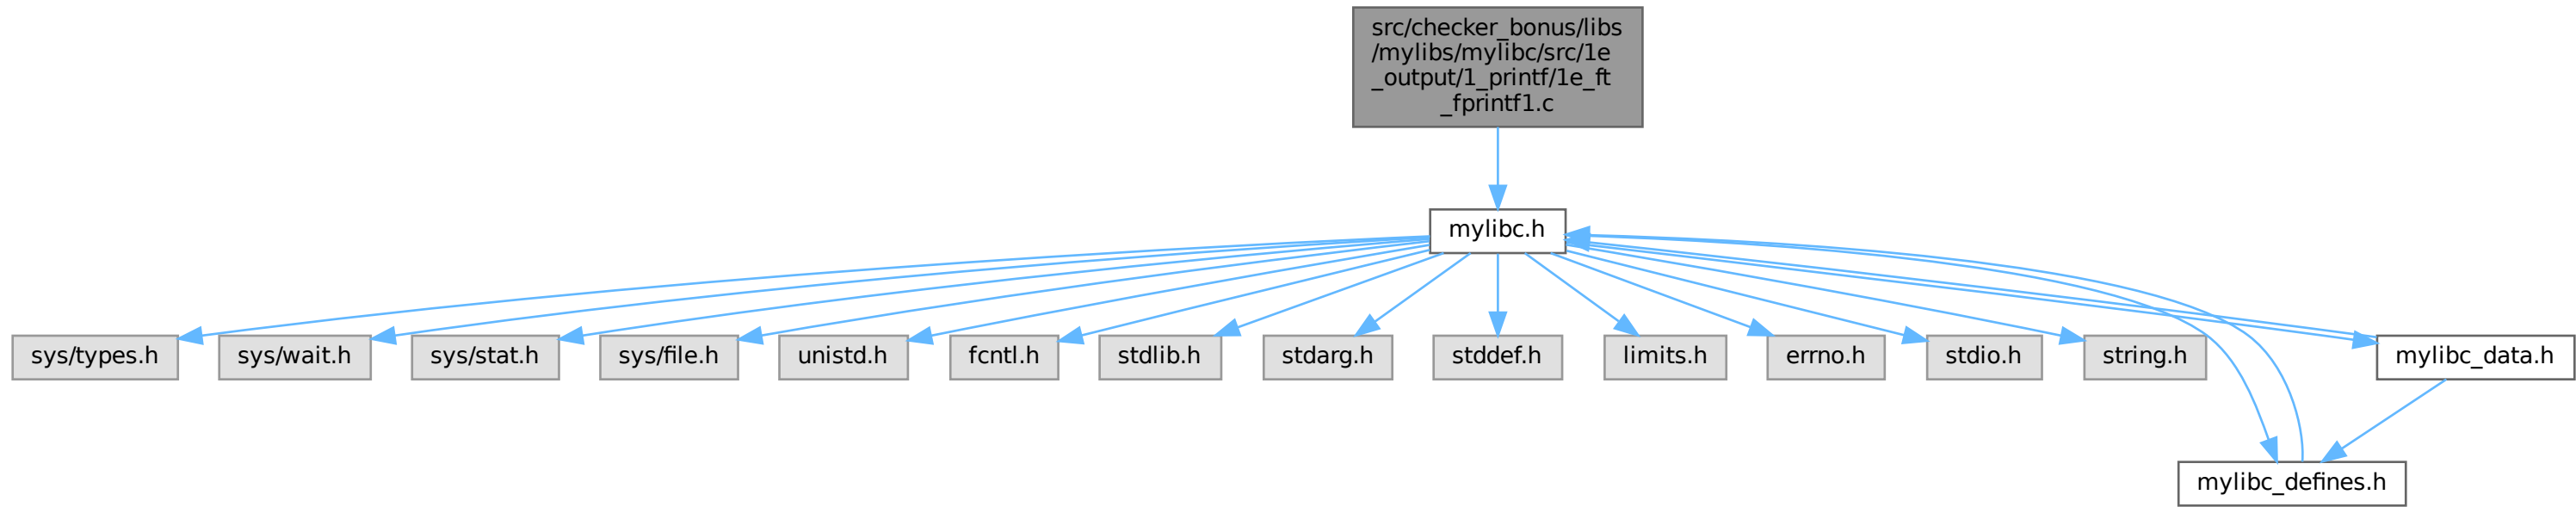 src/checker_bonus/libs
/mylibs/mylibc/src/1e
_output/1_printf/1e_ft
_fprintf1.c
mylibc.h
sys/types.h
sys/wait.h
sys/stat.h
sys/file.h
unistd.h
fcntl.h
stdlib.h
stdarg.h
stddef.h
limits.h
errno.h
stdio.h
string.h
mylibc_data.h
mylibc_defines.h